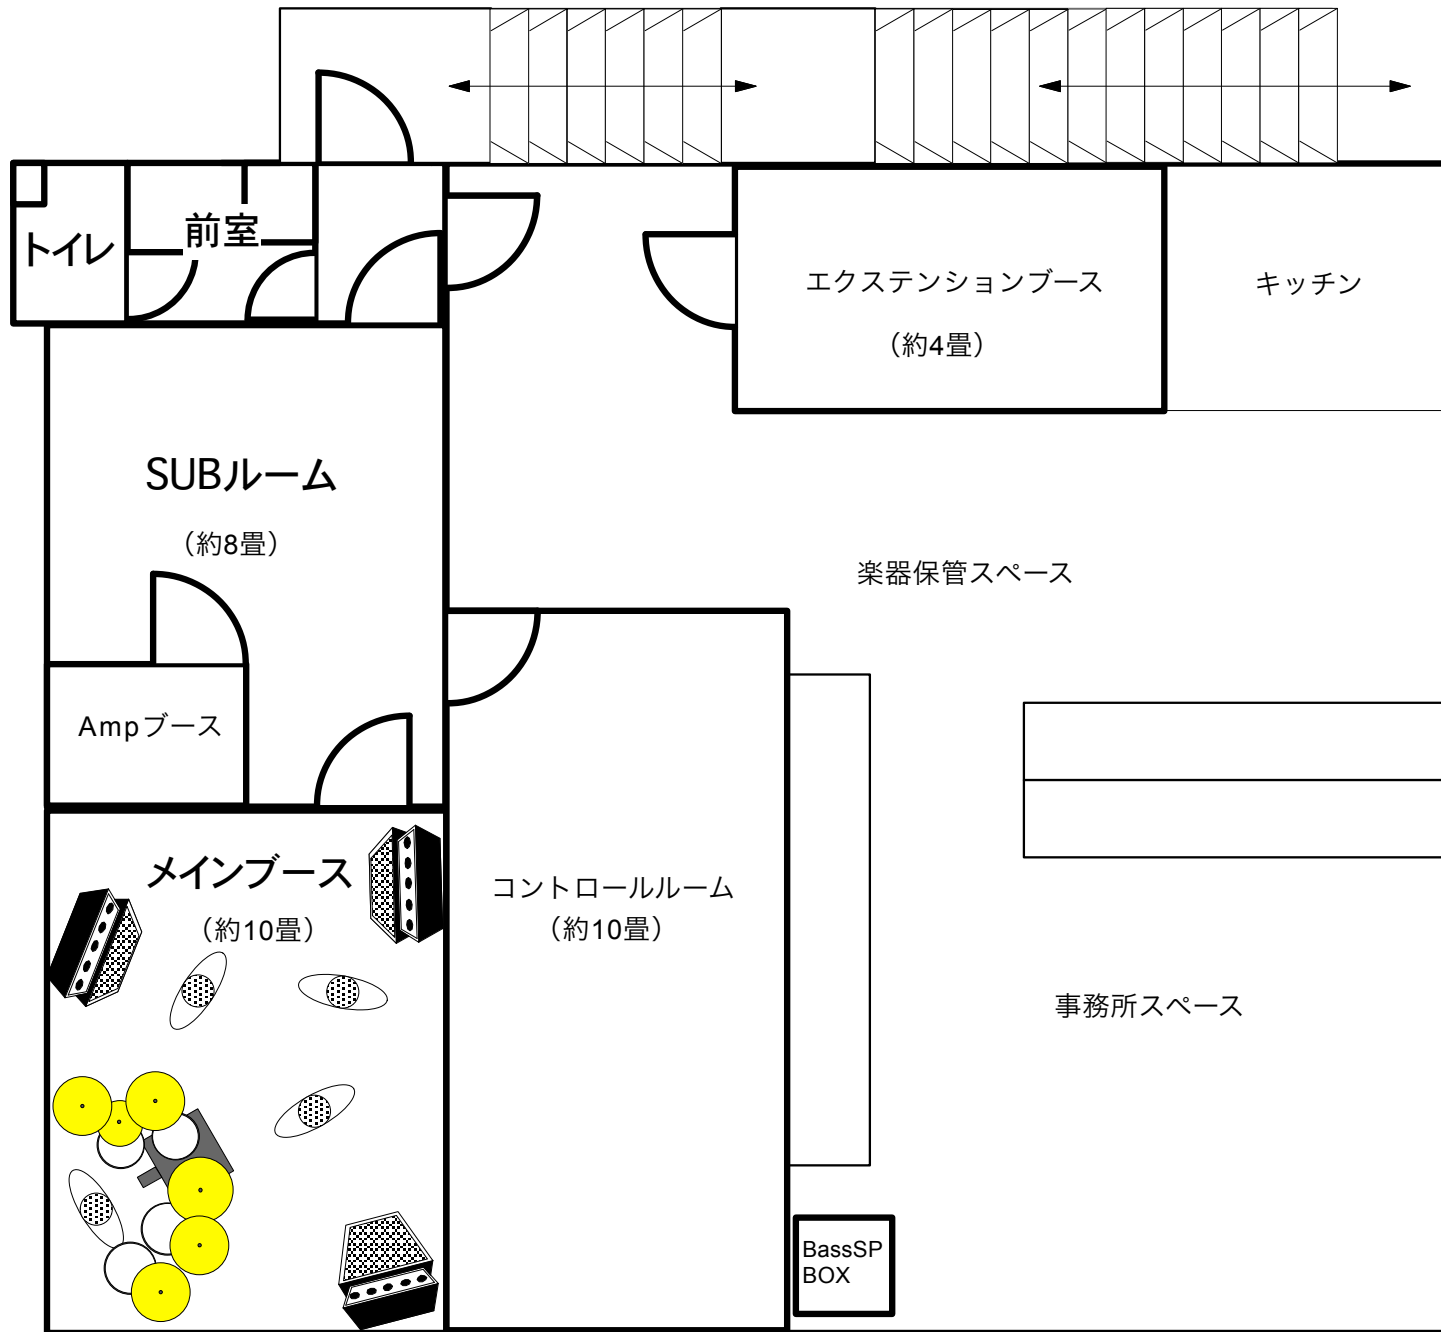 トイレ
前室
エクステンションブース
（約4畳）
キッチン
SUBルーム
（約8畳）
楽器保管スペース
Ampブース
メインブース
（約10畳）
コントロールルーム
（約10畳）
事務所スペース
BassSP
BOX